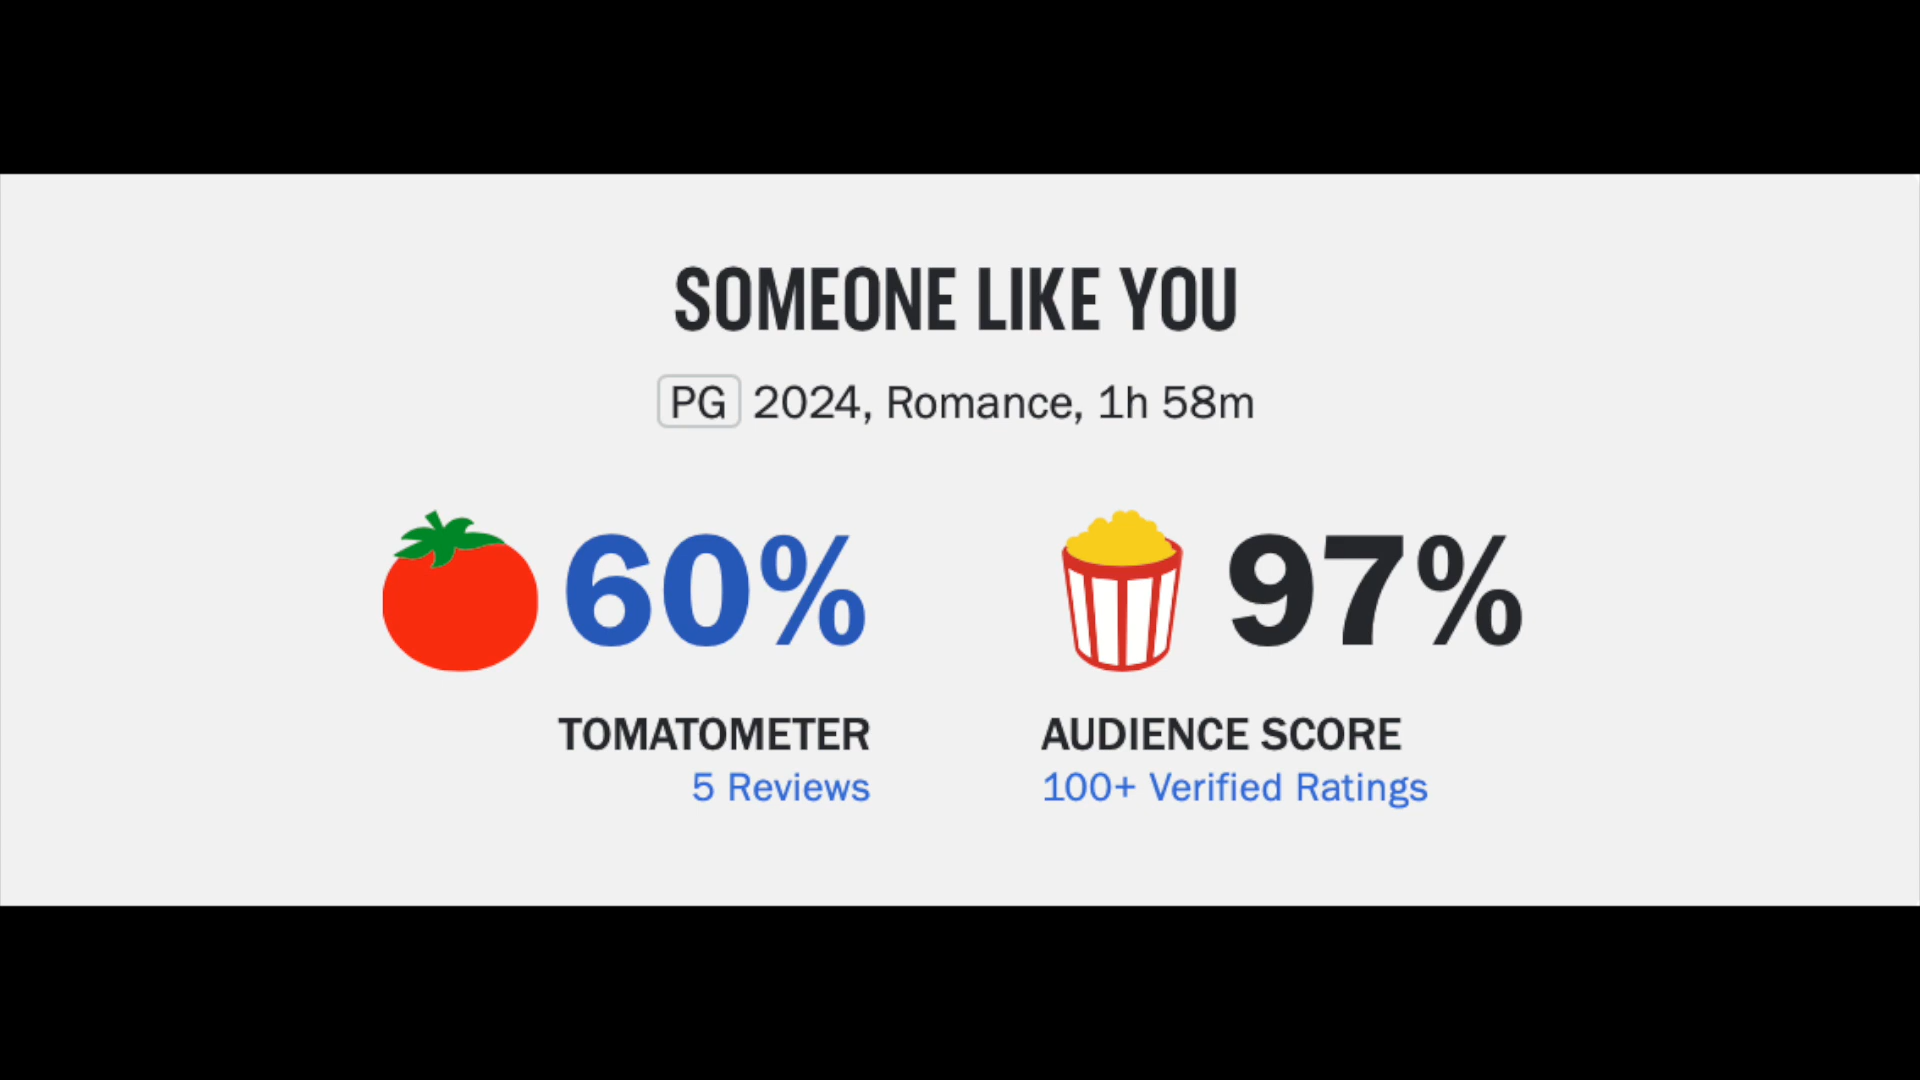 SOMEONE LIKE YOU
PG 2024, Romance, 1h 58m
60% 97%
TOMATOMETER AUDIENCE SCORE
5 Reviews 100+ Verified Ratings